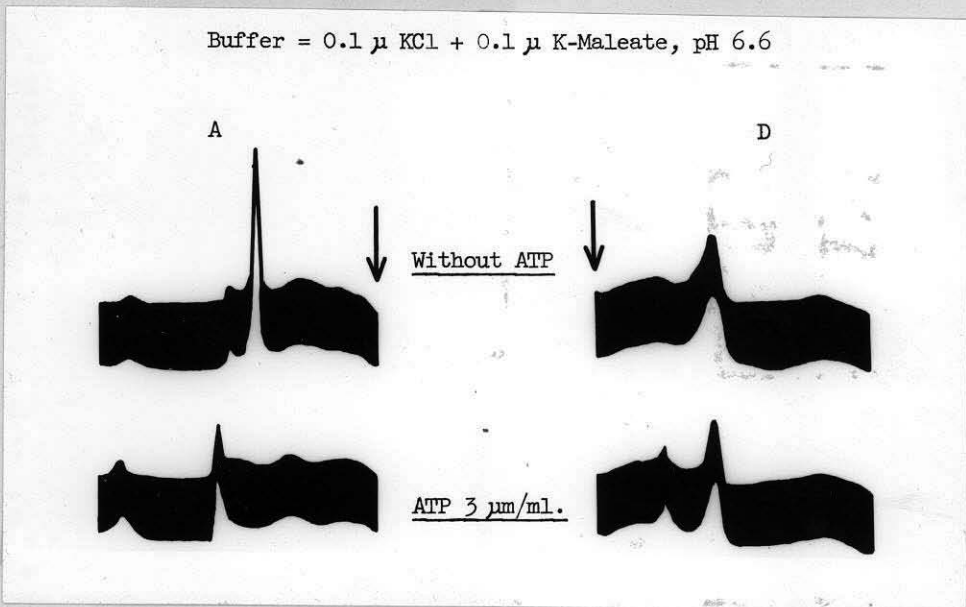 Buffer = 0.1 µ KCl + 0.1 µ K-Maleate, pH 6.6
A
D
Without ATP
ATP 3 µm/ml.